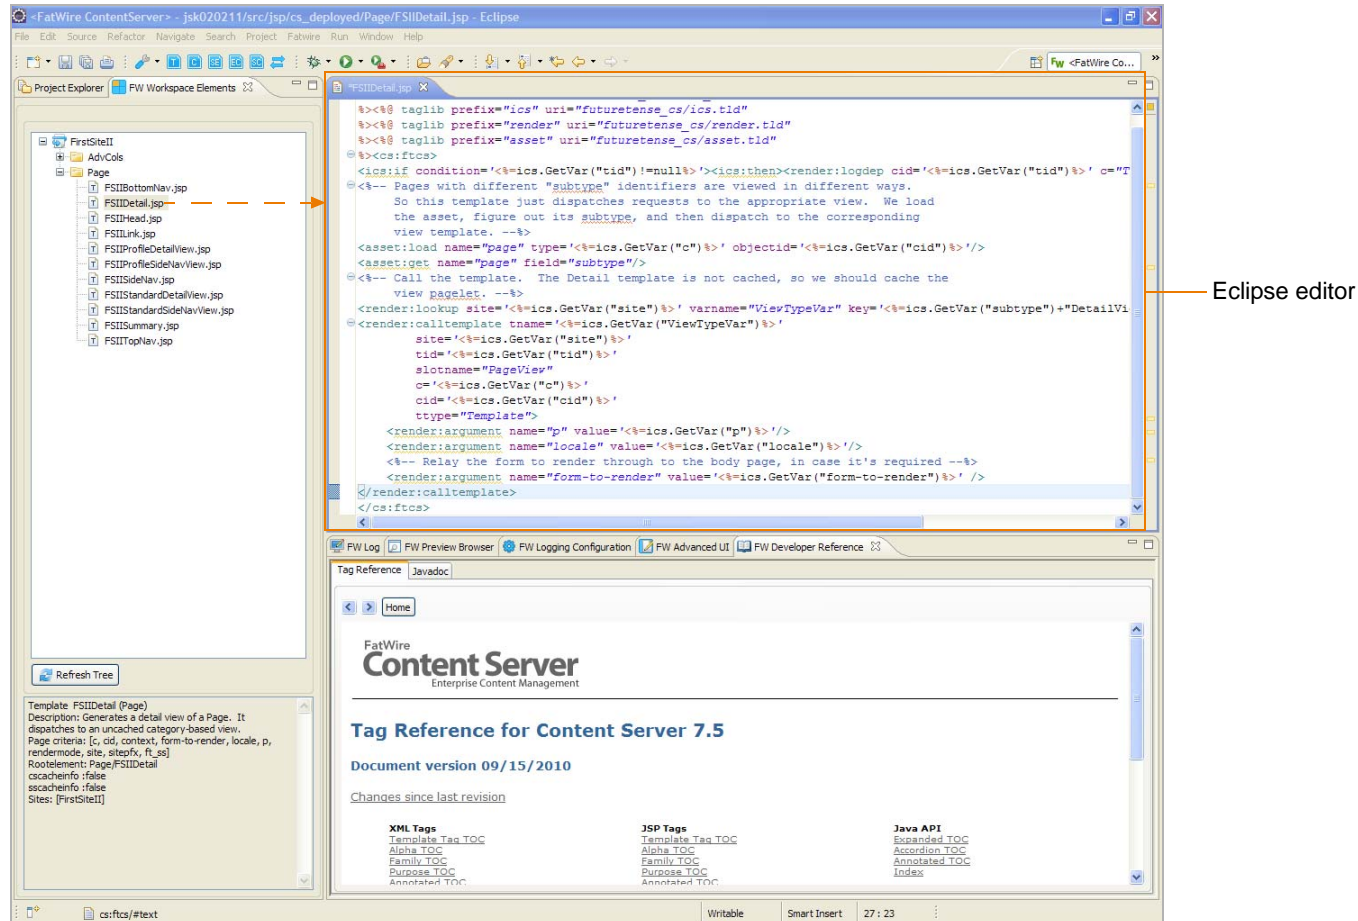 <FatWire ContentServer> - jsk020211/src/jsp/cs_deployed/Page/FSIIDetail.jsp - Eclipse
File Edit Source Refactor Navigate Search Project Fatwire Run Window Help
Fw <FatWire Co... »
Project Explorer FW Workspace Elements
FirstSiteII
AdvCols
Page
FSIIBottomNav.jsp
FSIIDetail.jsp
FSIIHead.jsp
FSIILink.jsp
FSIIProfileDetailView.jsp
FSIIProfileSideNavView.jsp
FSIISideNav.jsp
FSIIStandardDetailView.jsp
FSIIStandardSideNavView.jsp
FSIISummary.jsp
FSIITopNav.jsp
Refresh Tree
Template FSIIDetail (Page)
Description: Generates a detail view of a Page. It
dispatches to an uncached category-based view.
Page criteria: [c, cid, context, form-to-render, locale, p,
rendermode, site, sitepfx, ft_ss]
Rootelement: Page/FSIIDetail
cscacheinfo :false
sscacheinfo :false
Sites: [FirstSiteII]
*FSIIDetail.jsp
%><%@ taglib prefix="ics" uri="futuretense_cs/ics.tld"
%><%@ taglib prefix="render" uri="futuretense_cs/render.tld"
%><%@ taglib prefix="asset" uri="futuretense_cs/asset.tld"
%><cs:ftcs>
<ics:if condition='<%=ics.GetVar("tid")!=null%>'><ics:then><render:logdep cid='<%=ics.GetVar("tid")%>' c="T
<%-- Pages with different "subtype" identifiers are viewed in different ways.
So this template just dispatches requests to the appropriate view. We load
the asset, figure out its subtype, and then dispatch to the corresponding
view template. --%>
<asset:load name="page" type='<%=ics.GetVar("c")%>' objectid='<%=ics.GetVar("cid")%>'/>
<asset:get name="page" field="subtype"/>
<%-- Call the template. The Detail template is not cached, so we should cache the
view pagelet. --%>
<render:lookup site='<%=ics.GetVar("site")%>' varname="ViewTypeVar" key='<%=ics.GetVar("subtype")+"DetailVi
<render:calltemplate tname='<%=ics.GetVar("ViewTypeVar")%>'
site='<%=ics.GetVar("site")%>'
tid='<%=ics.GetVar("tid")%>'
slotname="PageView"
c='<%=ics.GetVar("c")%>'
cid='<%=ics.GetVar("cid")%>'
ttype="Template">
<render:argument name="p" value='<%=ics.GetVar("p")%>'/>
<render:argument name="locale" value='<%=ics.GetVar("locale")%>'/>
<%-- Relay the form to render through to the body page, in case it's required --%>
<render:argument name="form-to-render" value='<%=ics.GetVar("form-to-render")%>' />
</render:calltemplate>
</cs:ftcs>
Eclipse editor
FW Log FW Preview Browser FW Logging Configuration FW Advanced UI FW Developer Reference
Tag Reference Javadoc
Home
FatWire
Content Server
Enterprise Content Management
Tag Reference for Content Server 7.5
Document version 09/15/2010
Changes since last revision
XML Tags JSP Tags Java API
Template Tag TOC Template Tag TOC Expanded TOC
Alpha TOC Alpha TOC Accordion TOC
Family TOC Family TOC Annotated TOC
Purpose TOC Purpose TOC Index
Annotated TOC Annotated TOC
cs:ftcs/#text Writable Smart Insert 27 : 23